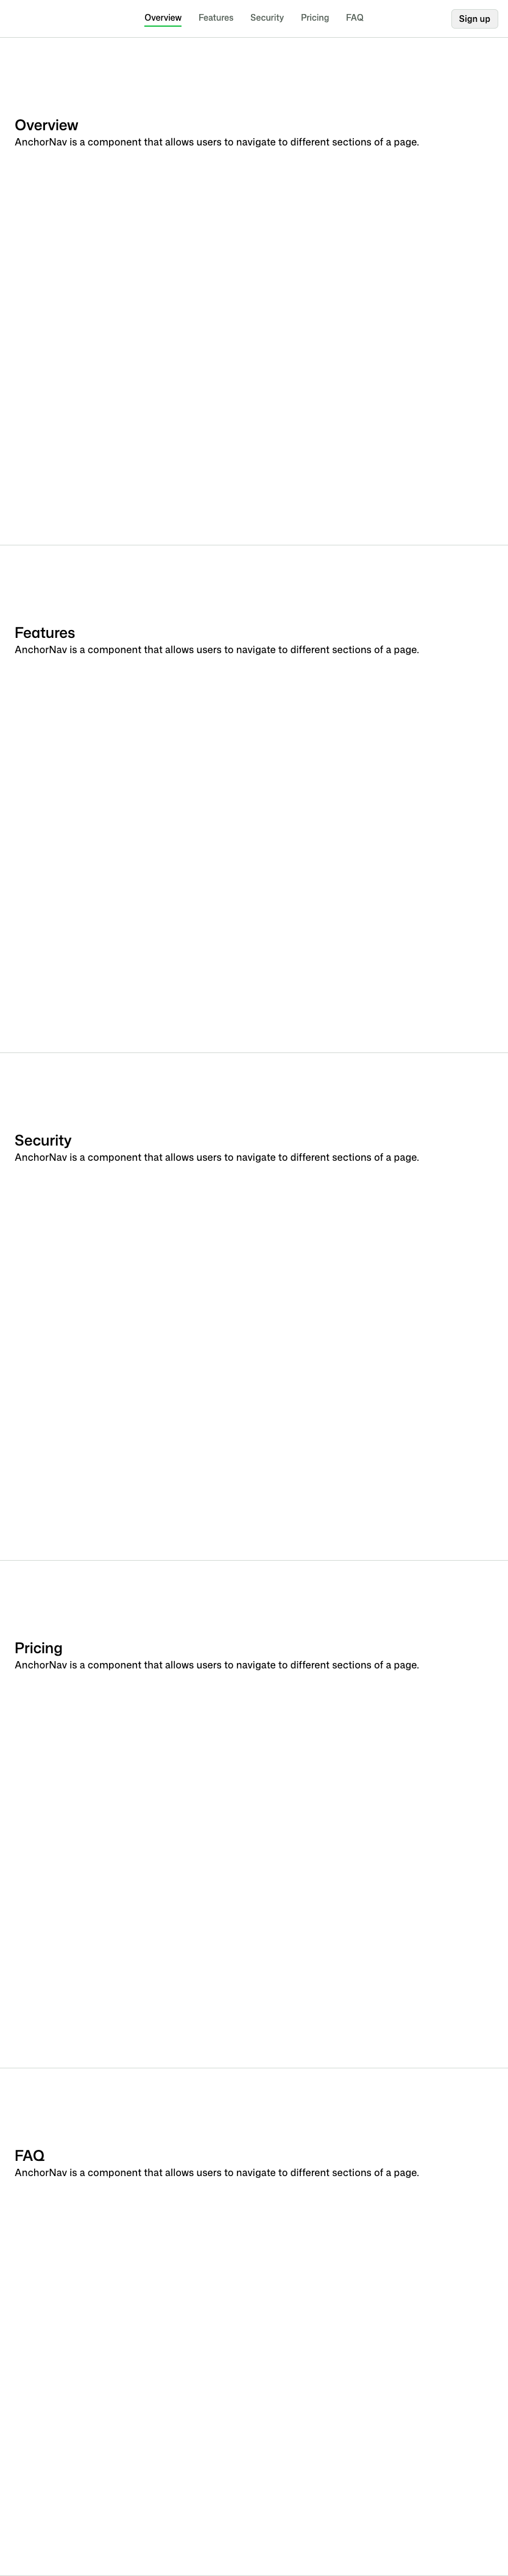 Overview Features Security Pricing FAQ Sign up
Overview
AnchorNav is a component that allows users to navigate to different sections of a page.
Features
AnchorNav is a component that allows users to navigate to different sections of a page.
Security
AnchorNav is a component that allows users to navigate to different sections of a page.
Pricing
AnchorNav is a component that allows users to navigate to different sections of a page.
FAQ
AnchorNav is a component that allows users to navigate to different sections of a page.